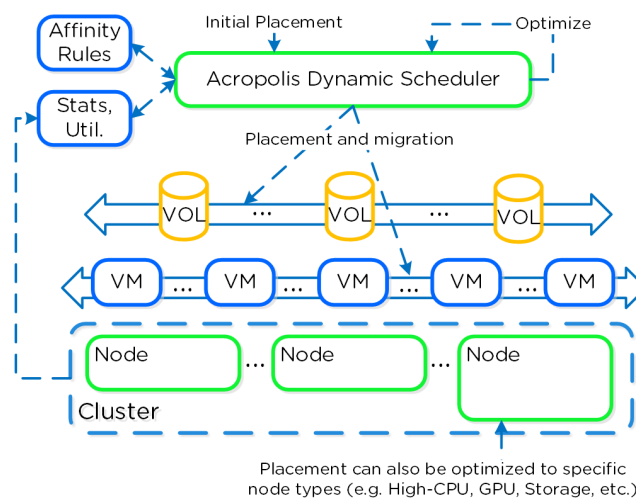 Initial Placement
Optimize
Affinity
Rules
Acropolis Dynamic Scheduler
Stats,
Util.
Placement and migration
VOL ... VOL ... VOL
VM ... VM ... VM ... VM ... VM
Node ... Node ... Node
Cluster
Placement can also be optimized to specific
node types (e.g. High-CPU, GPU, Storage, etc.)